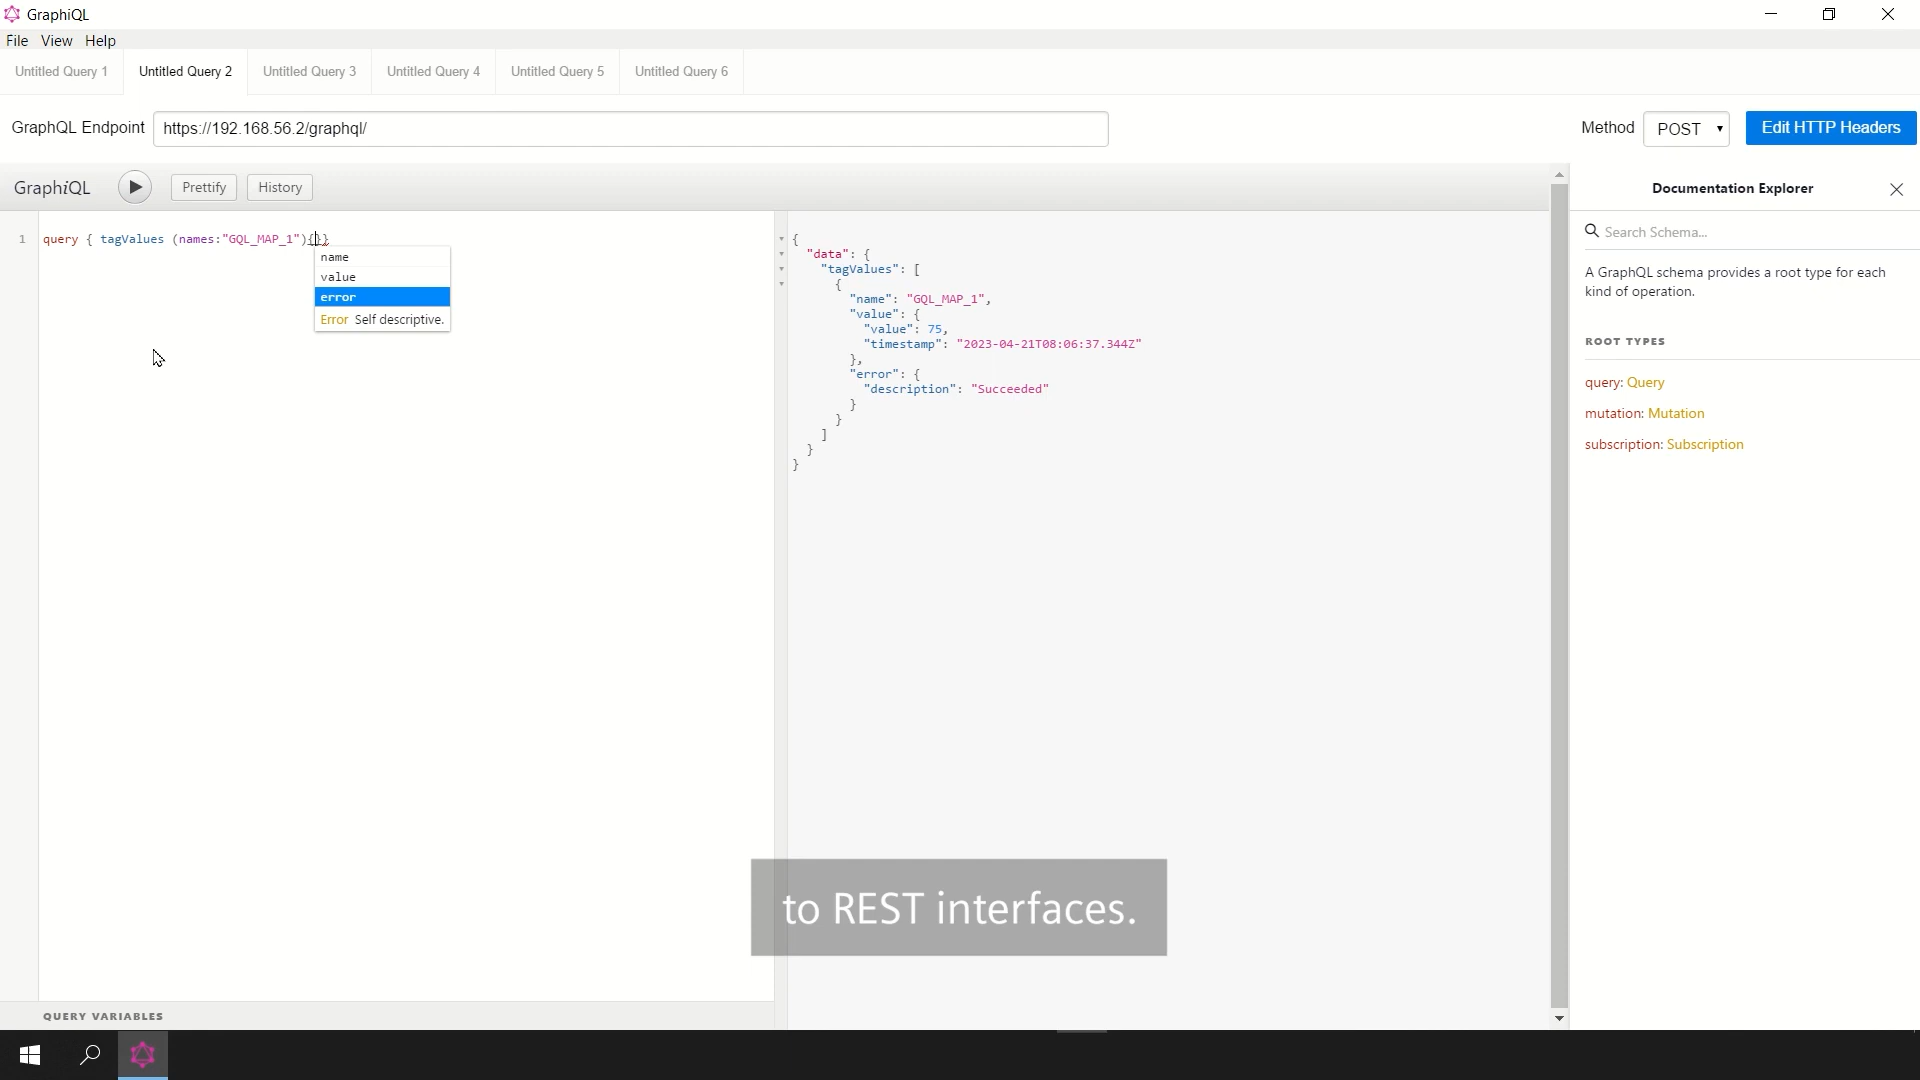 GraphiQL
File View Help
Untitled Query 1 Untitled Query 2 Untitled Query 3 Untitled Query 4 Untitled Query 5 Untitled Query 6
GraphQL Endpoint https://192.168.56.2/graphql/ Method POST Edit HTTP Headers
GraphiQL Prettify History
1 query { tagValues (names:"GQL_MAP_1"){}}
name
value
error
Error Self descriptive.
{
"data": {
"tagValues": [
{
"name": "GQL_MAP_1",
"value": {
"value": 75,
"timestamp": "2023-04-21T08:06:37.344Z"
},
"error": {
"description": "Succeeded"
}
}
]
}
}
Documentation Explorer
Search Schema...
A GraphQL schema provides a root type for each
kind of operation.
ROOT TYPES
query: Query
mutation: Mutation
subscription: Subscription
to REST interfaces.
QUERY VARIABLES